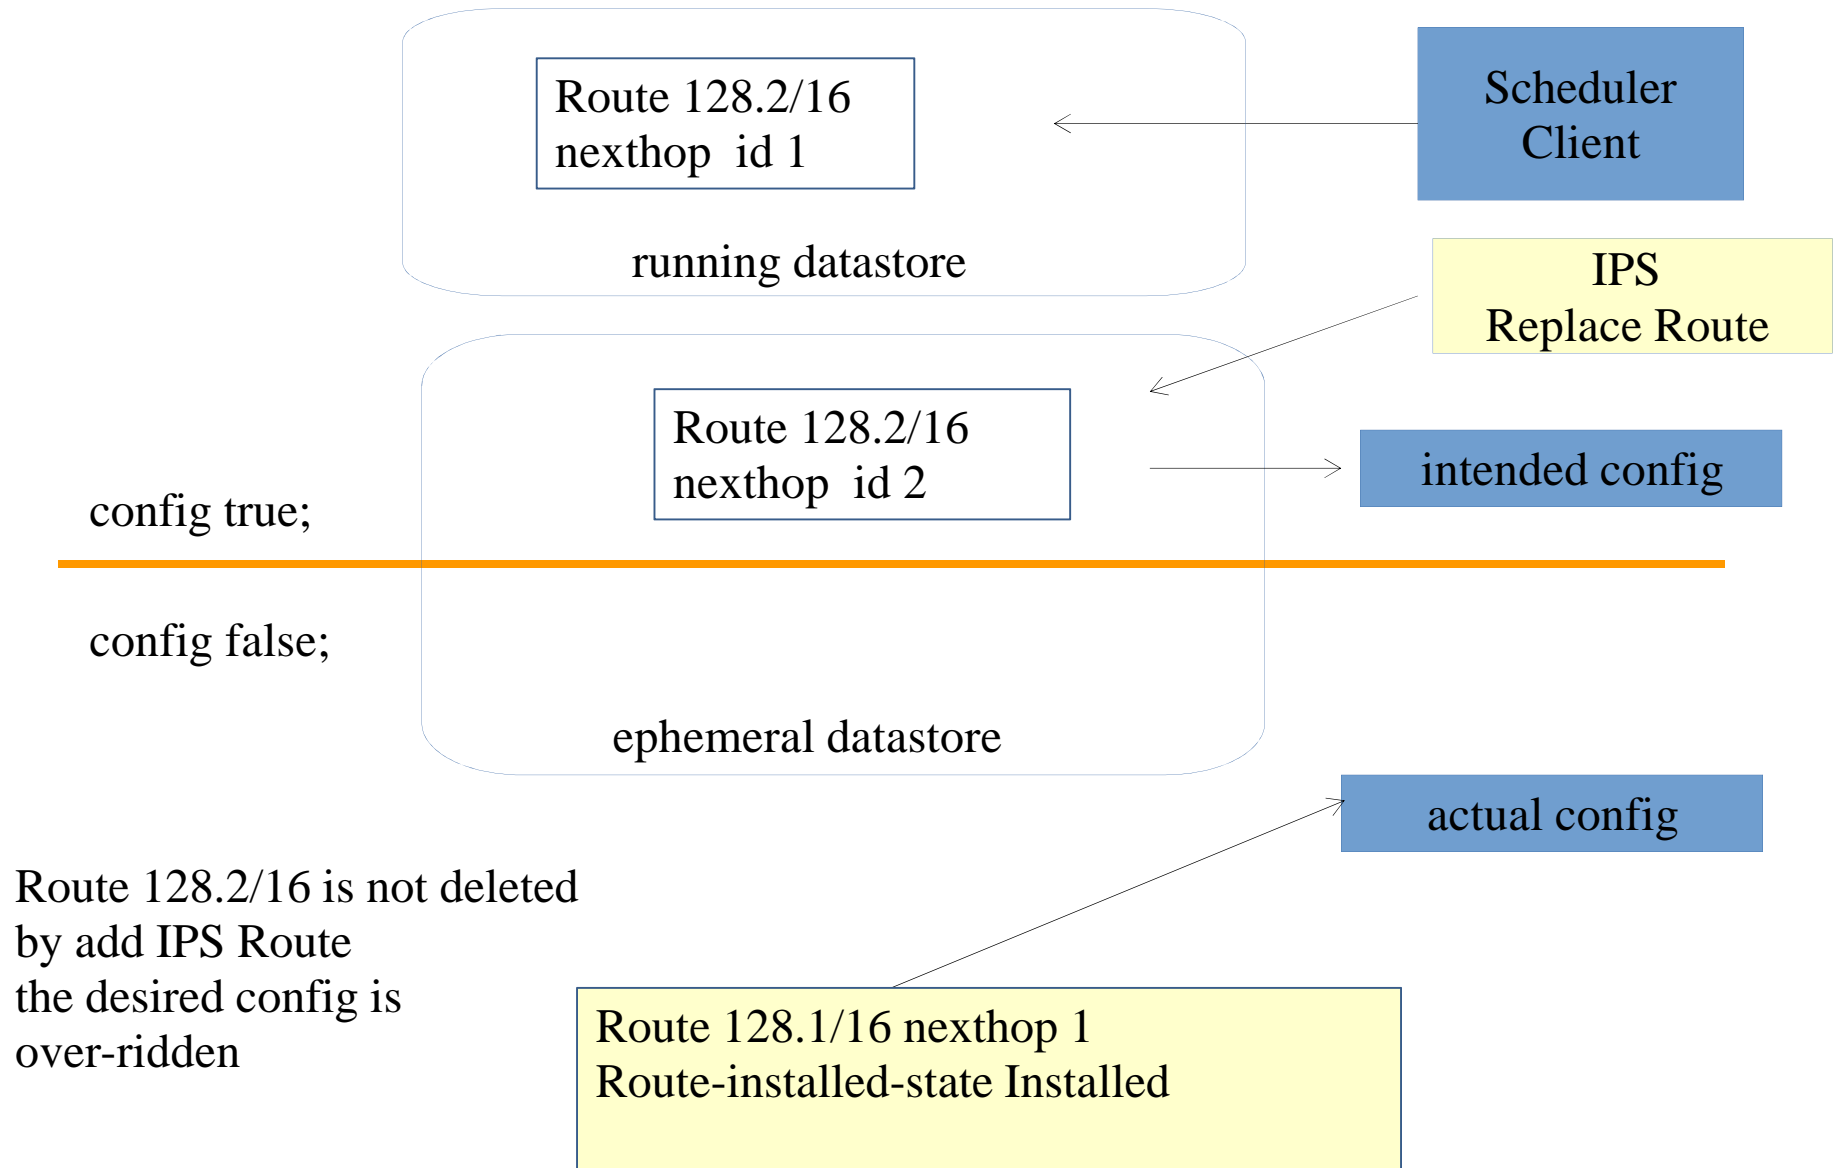 Route 128.2/16
nexthop  id 1
running datastore
Scheduler
Client
IPS
Replace Route
Route 128.2/16
nexthop  id 2
intended config
config true;
config false;
ephemeral datastore
actual config
Route 128.2/16 is not deleted
by add IPS Route
the desired config is
over-ridden
Route 128.1/16 nexthop 1
Route-installed-state Installed